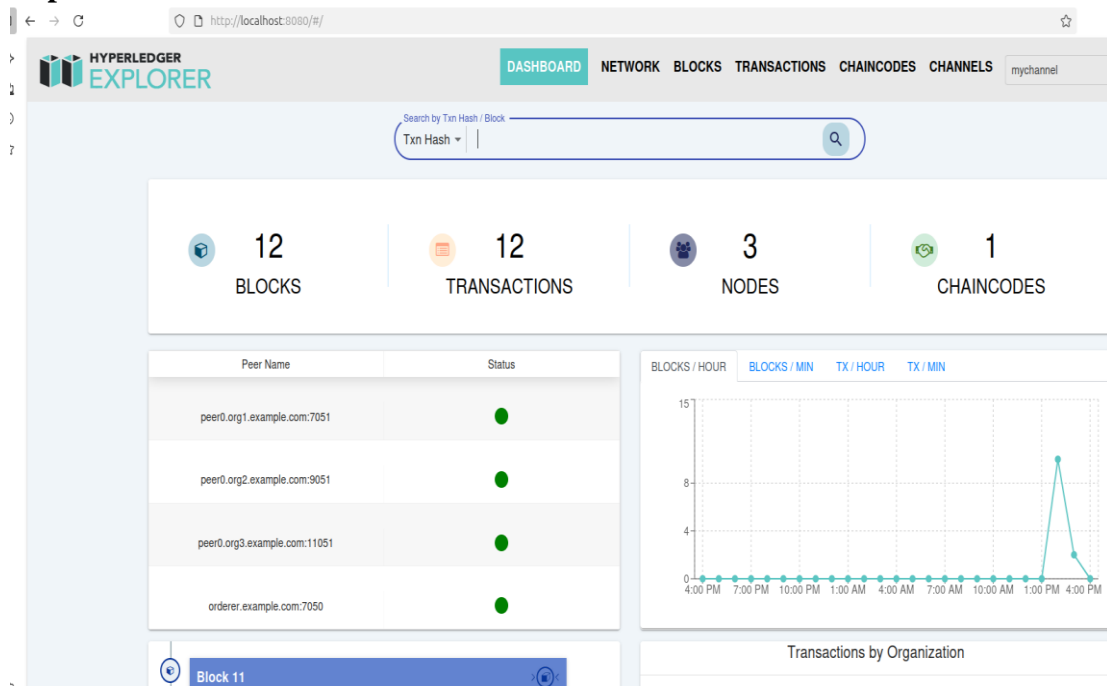 http://localhost:8080/#/
HYPERLEDGER
EXPLORER
DASHBOARD NETWORK BLOCKS TRANSACTIONS CHAINCODES CHANNELS mychannel
Search by Txn Hash / Block
Txn Hash
12 12 3 1
BLOCKS TRANSACTIONS NODES CHAINCODES
Peer Name Status
peer0.org1.example.com:7051
peer0.org2.example.com:9051
peer0.org3.example.com:11051
orderer.example.com:7050
BLOCKS / HOUR BLOCKS / MIN TX / HOUR TX / MIN
15
8
4
0
4:00 PM 7:00 PM 10:00 PM 1:00 AM 4:00 AM 7:00 AM 10:00 AM 1:00 PM 4:00 PM
Block 11
Transactions by Organization